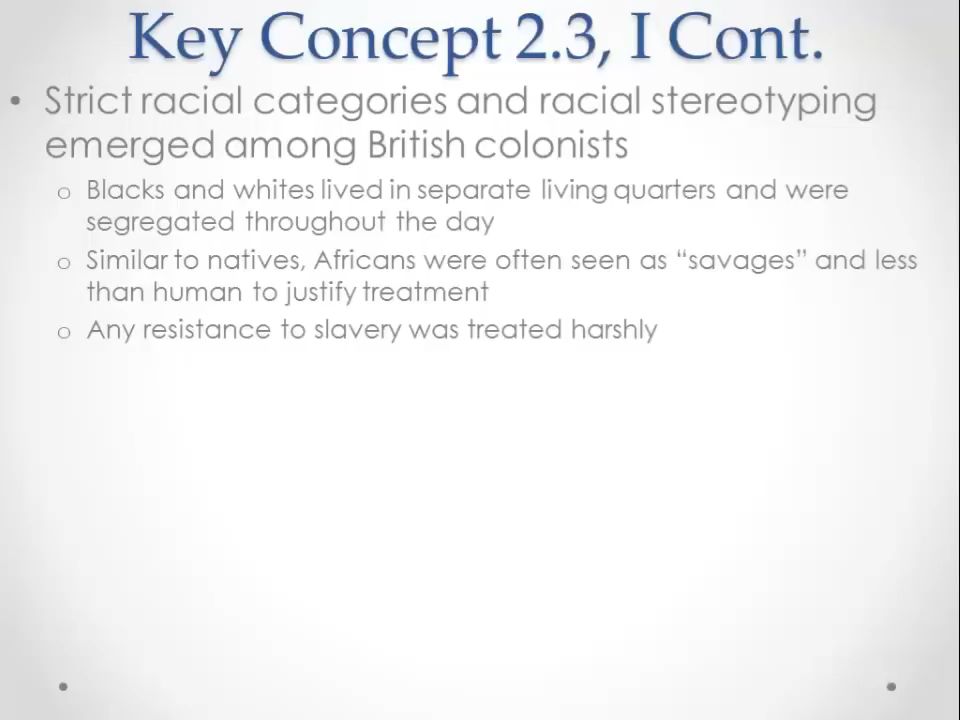 Key Concept 2.3, I Cont.
• Strict racial categories and racial stereotyping
emerged among British colonists
o Blacks and whites lived in separate living quarters and were
segregated throughout the day
o Similar to natives, Africans were often seen as “savages” and less
than human to justify treatment
o Any resistance to slavery was treated harshly